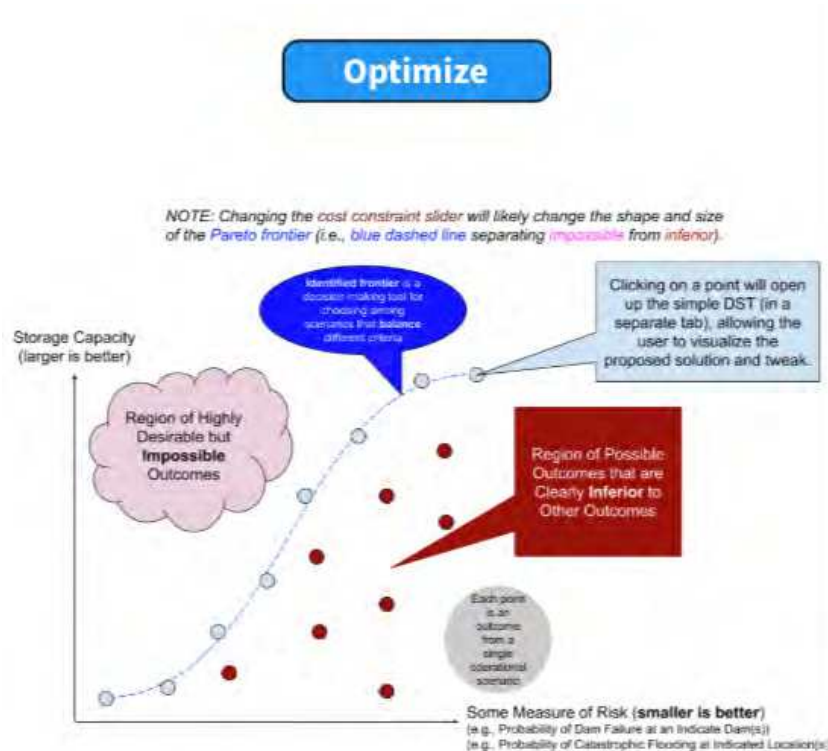 Optimize
NOTE: Changing the cost constraint slider will likely change the shape and size
of the Pareto frontier (i.e., blue dashed line separating impossible from inferior).
Identified frontier is a
decision-making tool for
choosing among
scenarios that balance
different criteria
Clicking on a point will open
up the simple DST (in a
separate tab), allowing the
user to visualize the
proposed solution and tweak.
Storage Capacity
(larger is better)
Region of Highly
Desirable but
Impossible
Outcomes
Region of Possible
Outcomes that are
Clearly Inferior to
Other Outcomes
Each point
is an
outcome
from a
single
operational
scenario
Some Measure of Risk (smaller is better)
(e.g., Probability of Dam Failure at an Indicate Dam(s))
(e.g., Probability of Catastrophic Flooding at Indicated Location(s)